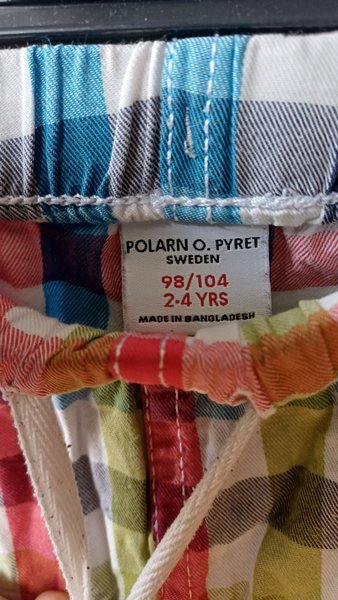 POLARN O. PYRET
SWEDEN
98/104
2-4 YRS
MADE IN BANGLADESH